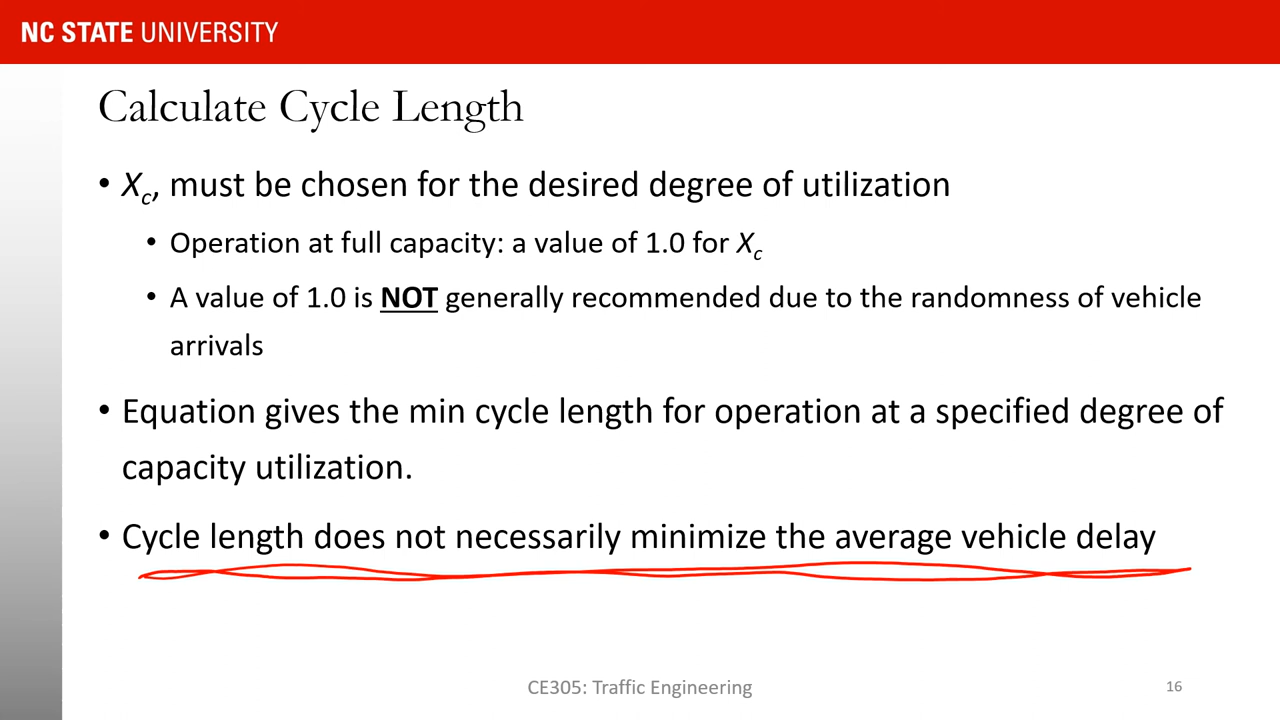 NC STATE UNIVERSITY
Calculate Cycle Length
• Xc, must be chosen for the desired degree of utilization
• Operation at full capacity: a value of 1.0 for Xc
• A value of 1.0 is NOT generally recommended due to the randomness of vehicle
arrivals
• Equation gives the min cycle length for operation at a specified degree of
capacity utilization.
• Cycle length does not necessarily minimize the average vehicle delay
CE305: Traffic Engineering
16